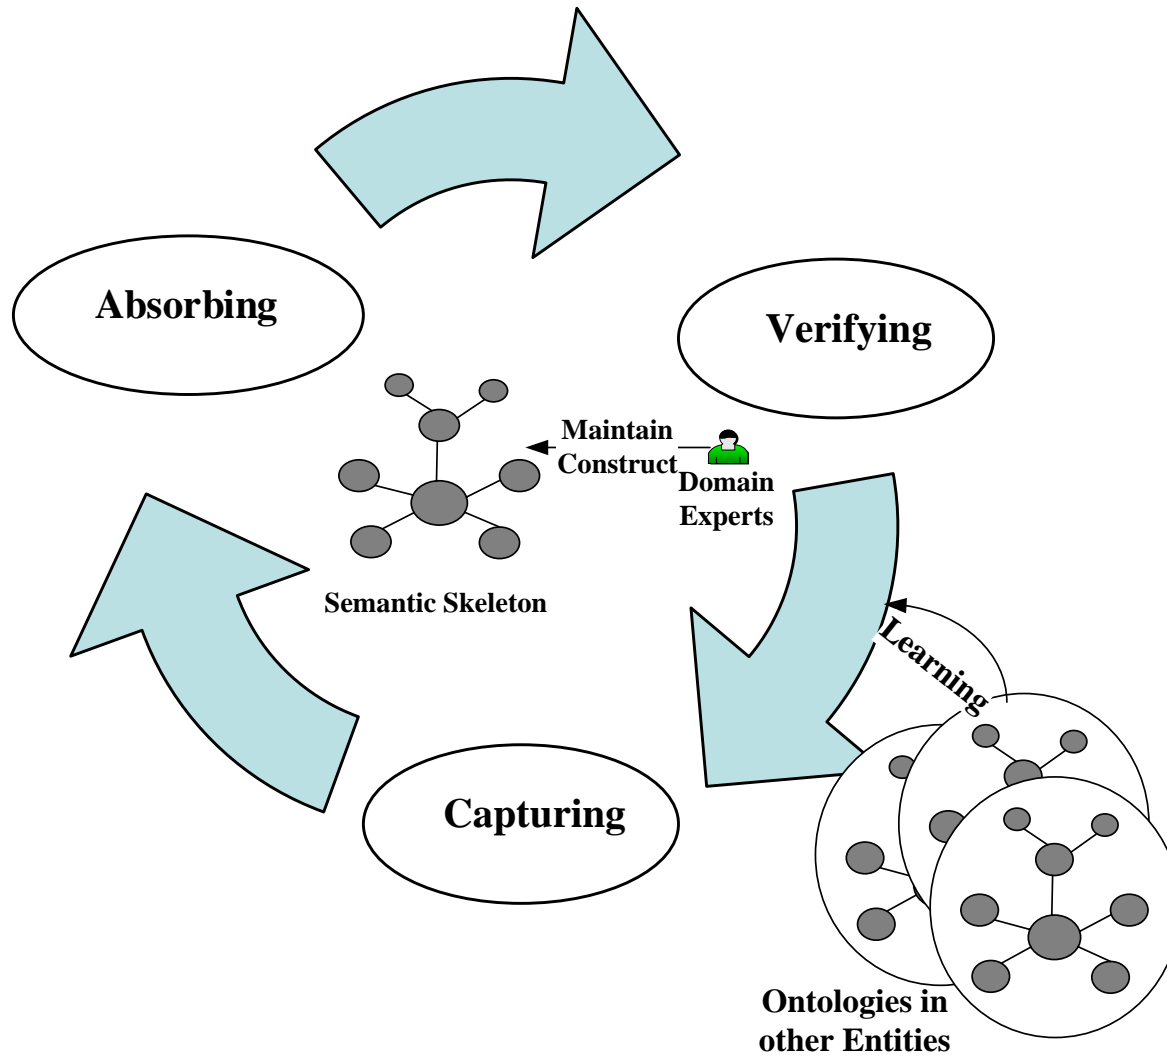 Absorbing
Verifying
Maintain
Construct
Domain
Experts
Semantic Skeleton
Learning
Capturing
Ontologies in
other Entities